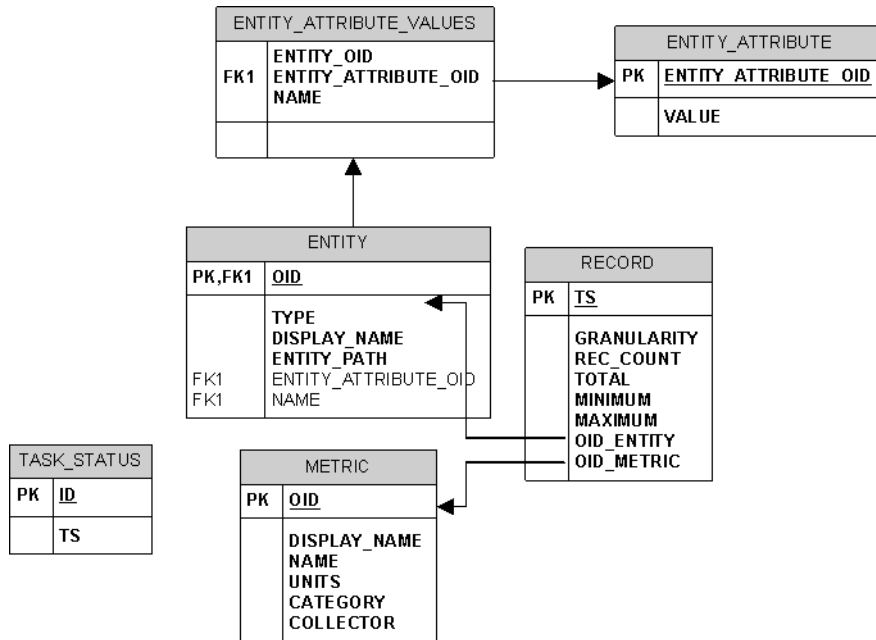 ENTITY_ATTRIBUTE_VALUES
ENTITY_OID
FK1 ENTITY_ATTRIBUTE_OID
NAME
ENTITY_ATTRIBUTE
PK ENTITY_ATTRIBUTE_OID
VALUE
ENTITY
PK,FK1 OID
TYPE
DISPLAY_NAME
ENTITY_PATH
FK1 ENTITY_ATTRIBUTE_OID
FK1 NAME
RECORD
PK TS
GRANULARITY
REC_COUNT
TOTAL
MINIMUM
MAXIMUM
OID_ENTITY
OID_METRIC
TASK_STATUS
PK ID
TS
METRIC
PK OID
DISPLAY_NAME
NAME
UNITS
CATEGORY
COLLECTOR